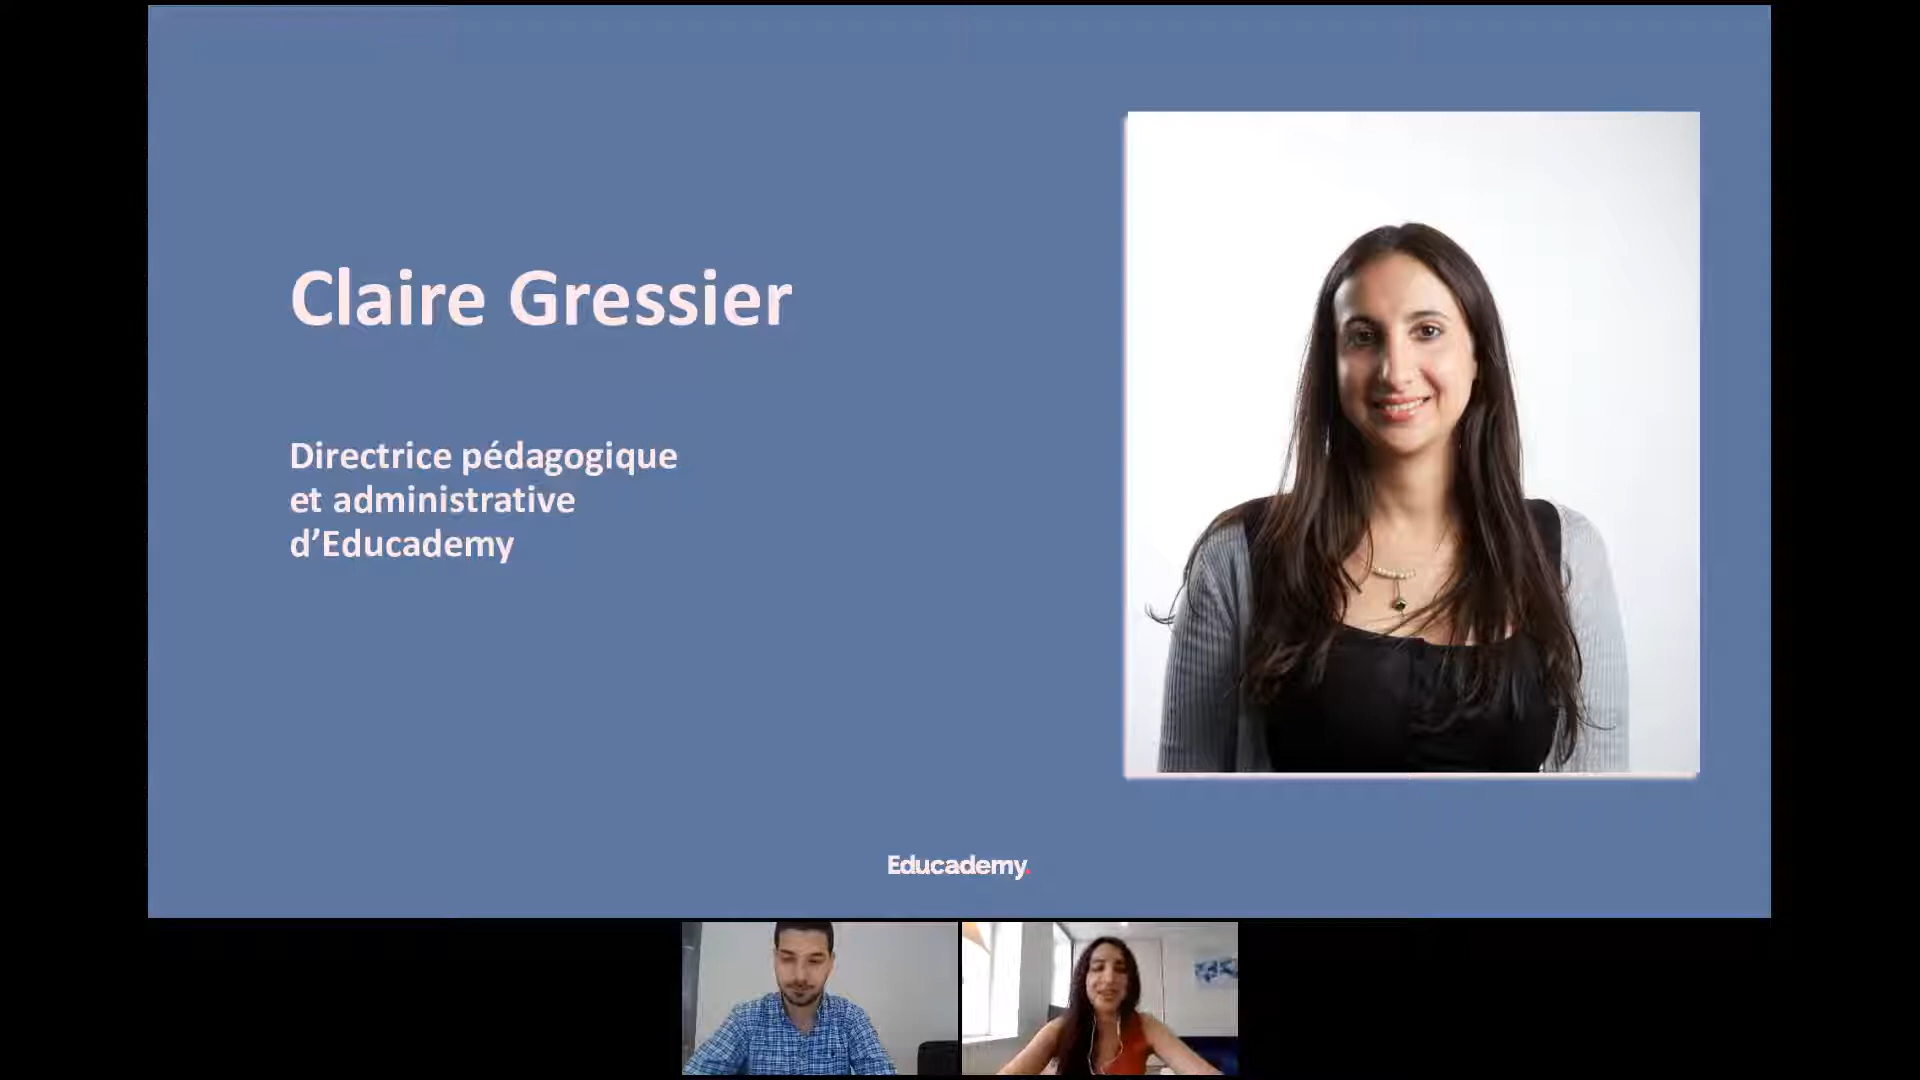 Claire Gressier
Directrice pédagogique
et administrative
d’Educademy
Educademy.